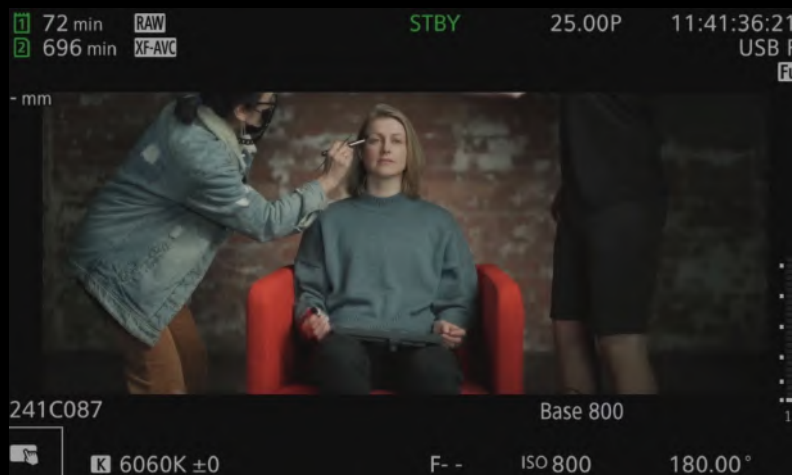 1 72 min RAW STBY 25.00P 11:41:36:21
2 696 min XF-AVC USB
- mm
241C087 Base 800
K 6060K ±0 F-- ISO 800 180.00°